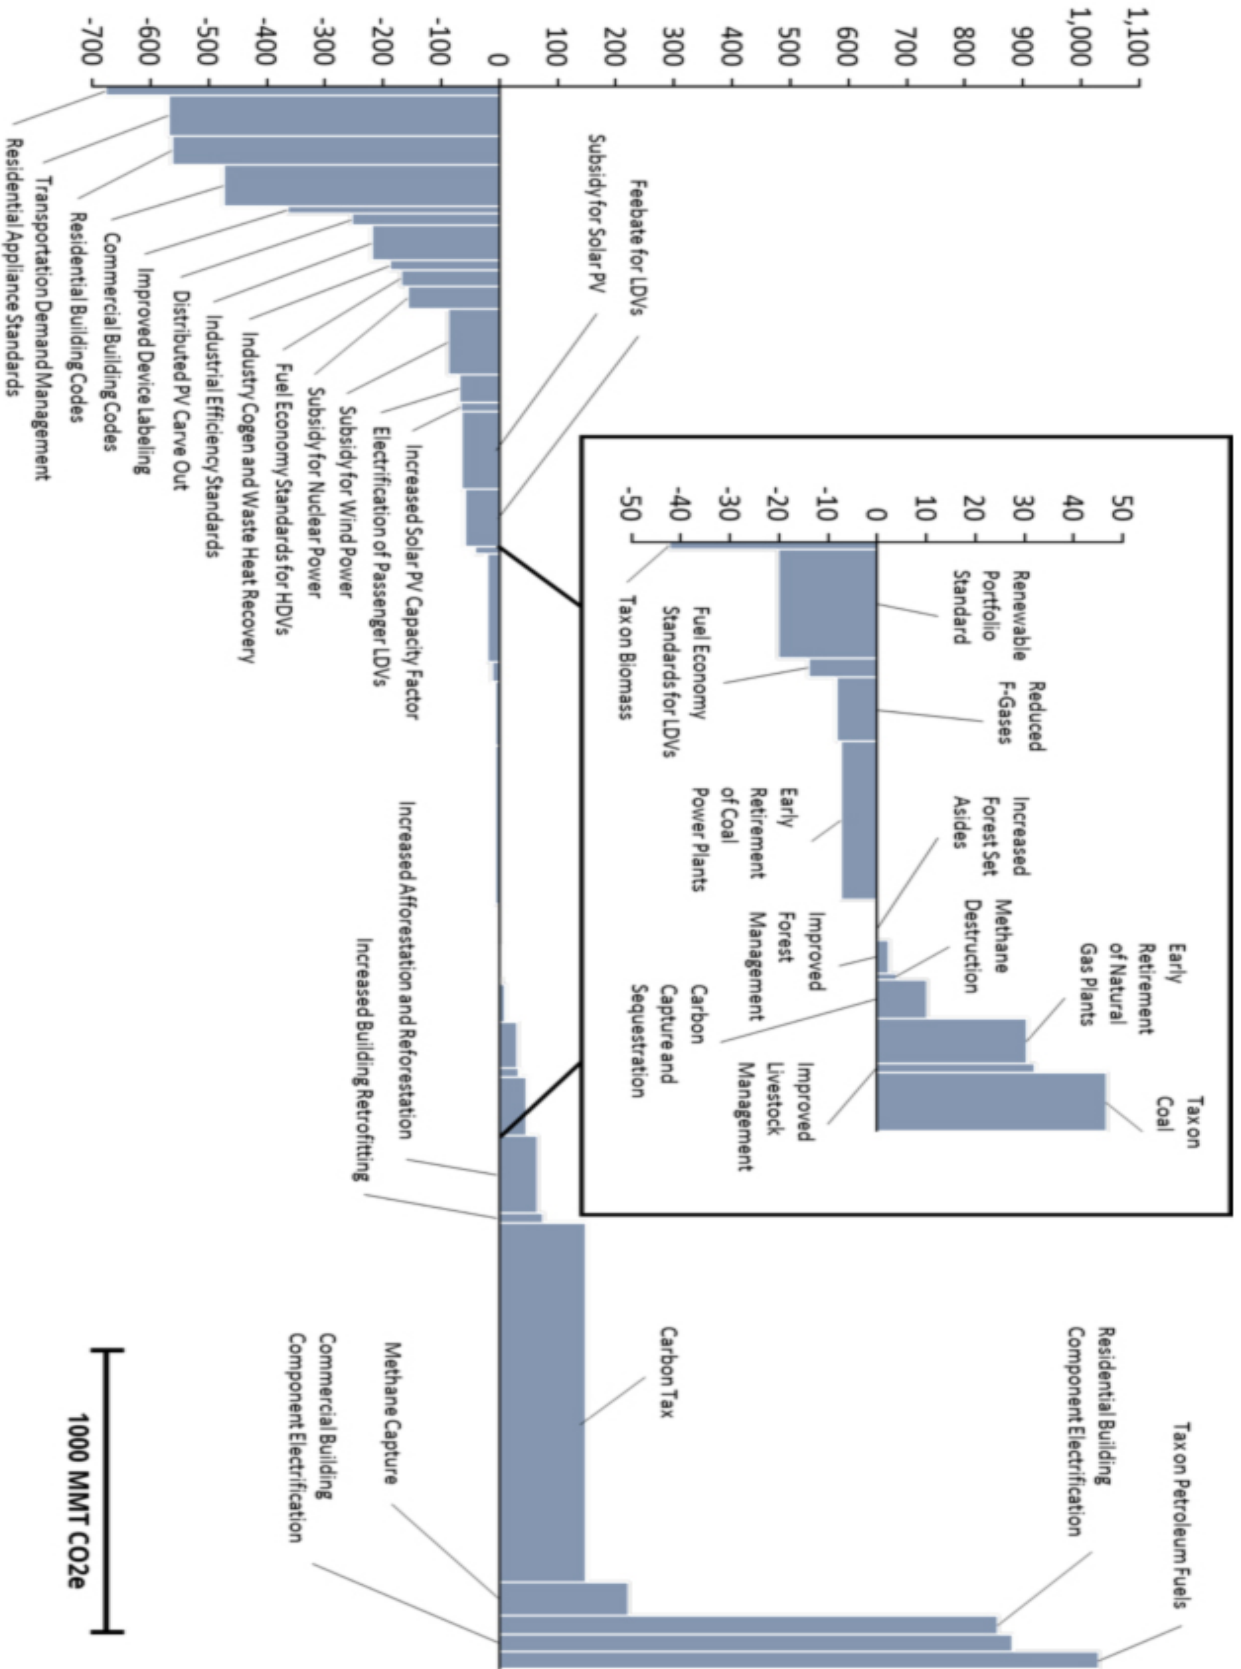 1,100
1,000
900
800
700
600
500
400
300
200
100
0
-100
-200
-300
-400
-500
-600
-700
Tax on Petroleum Fuels
Residential Building
Component Electrification
Carbon Tax
Methane Capture
Commercial Building
Component Electrification
1000 MMT CO2e
Feebate for LDVs
Subsidy for Solar PV
Increased Afforestation and Reforestation
Increased Building Retrofitting
Increased Solar PV Capacity Factor
Electrification of Passenger LDVs
Subsidy for Wind Power
Subsidy for Nuclear Power
Fuel Economy Standards for HDVs
Industry Cogen and Waste Heat Recovery
Industrial Efficiency Standards
Distributed PV Carve Out
Improved Device Labeling
Commercial Building Codes
Residential Building Codes
Transportation Demand Management
Residential Appliance Standards
50
40
30
20
10
0
-10
-20
-30
-40
-50
Renewable
Portfolio
Standard
Reduced
F-Gases
Increased
Forest Set
Asides
Methane
Destruction
Early
Retirement
of Natural
Gas Plants
Tax on
Coal
Tax on Biomass
Fuel Economy
Standards for LDVs
Early
Retirement
of Coal
Power Plants
Improved
Forest
Management
Carbon
Capture and
Sequestration
Improved
Livestock
Management